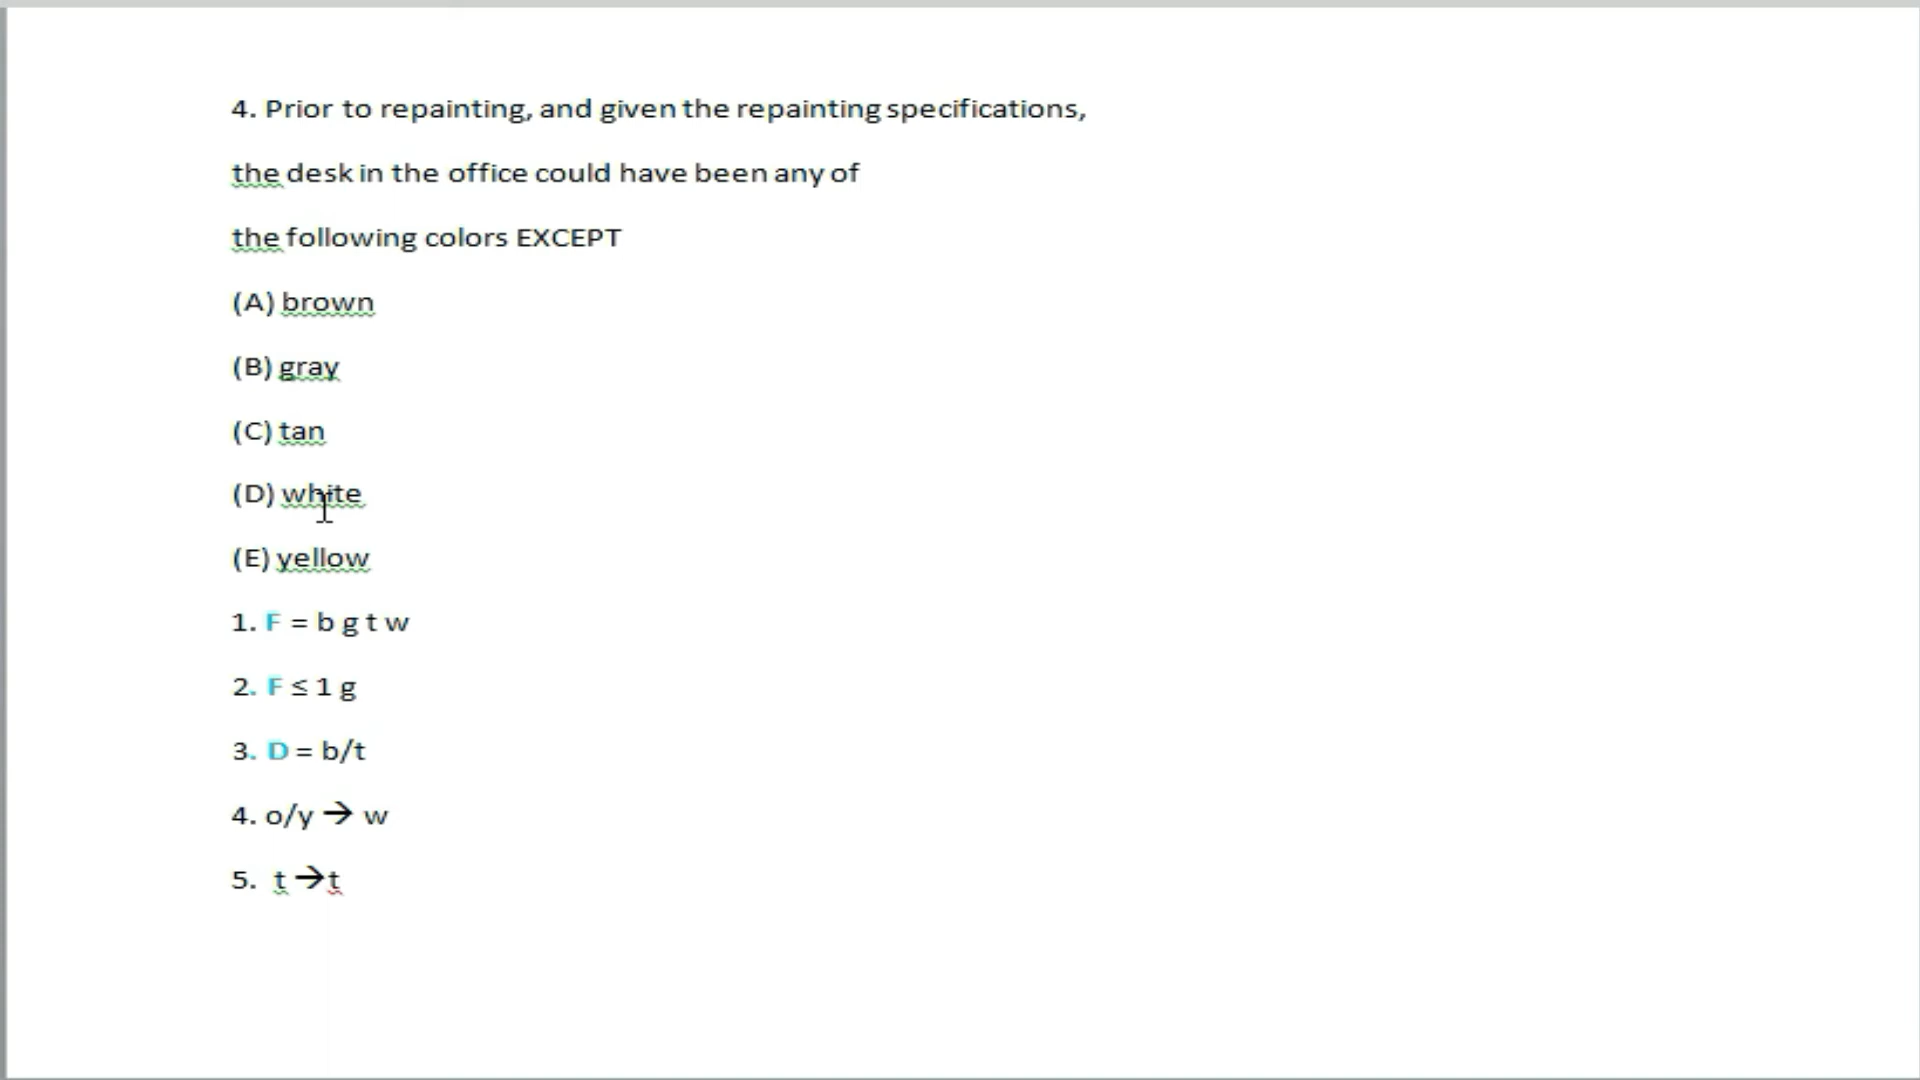 4. Prior to repainting, and given the repainting specifications,
the desk in the office could have been any of
the following colors EXCEPT
(A) brown
(B) gray
(C) tan
(D) white
(E) yellow
1. F = b g t w
2. F ≤ 1 g
3. D = b/t
4. o/y → w
5. t →t